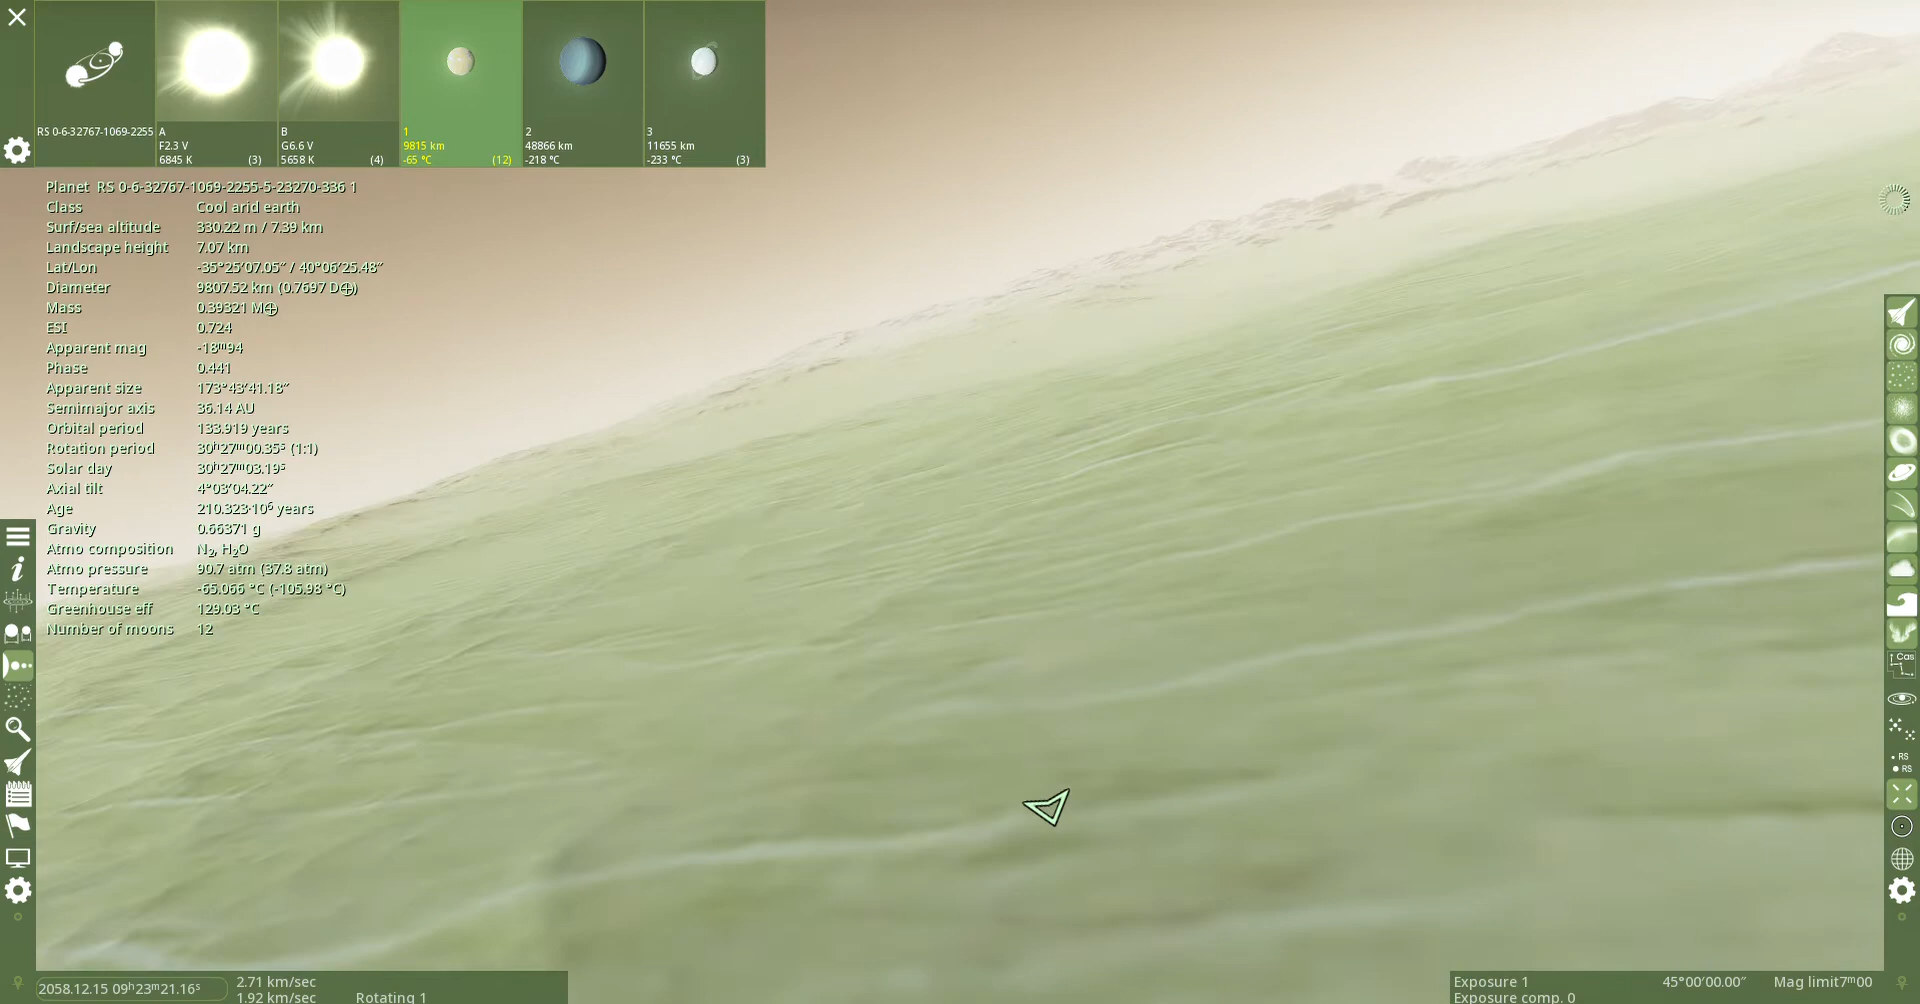 RS 0-6-32767-1069-2255
A
F2.3 V
6845 K (3)
B
G6.6 V
5658 K (4)
1
9815 km
-65 °C (12)
2
48866 km
-218 °C
3
11655 km
-233 °C (3)
Planet RS 0-6-32767-1069-2255-5-23270-336 1
Class Cool arid earth
Surf/sea altitude 330.22 m / 7.39 km
Landscape height 7.07 km
Lat/Lon -35°25′07.05″ / 40°06′25.48″
Diameter 9807.52 km (0.7697 D⊕)
Mass 0.39321 M⊕
ESI 0.724
Apparent mag -18ᵐ94
Phase 0.441
Apparent size 173°43′41.18″
Semimajor axis 36.14 AU
Orbital period 133.919 years
Rotation period 30ʰ27ᵐ00.35ˢ (1:1)
Solar day 30ʰ27ᵐ03.19ˢ
Axial tilt 4°03′04.22″
Age 210.323·10⁶ years
Gravity 0.66371 g
Atmo composition N₂, H₂O
Atmo pressure 90.7 atm (37.8 atm)
Temperature -65.066 °C (-105.98 °C)
Greenhouse eff 129.03 °C
Number of moons 12
Cas
RS
RS
2058.12.15 09ʰ23ᵐ21.16ˢ
2.71 km/sec
1.92 km/sec Rotating 1
Exposure 1 45°00′00.00″ Mag limit7ᵐ00
Exposure comp. 0